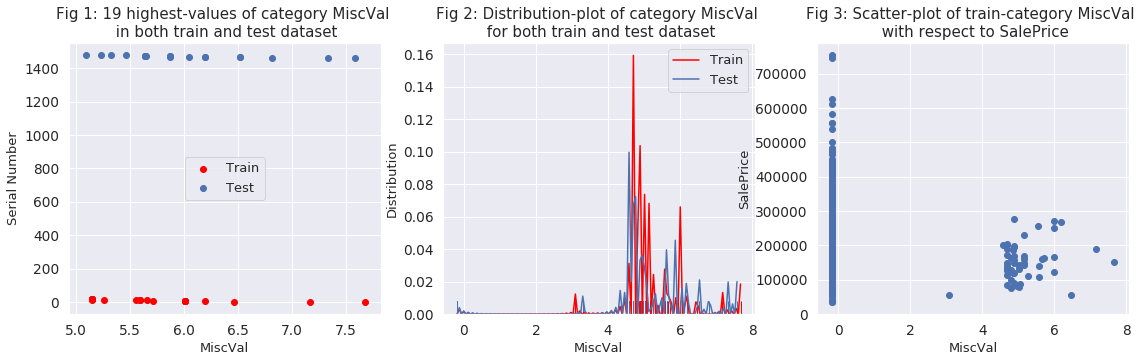 Fig 1: 19 highest-values of category MiscVal
in both train and test dataset
Serial Number
1400
1200
1000
800
600
400
200
0
Train
Test
5.0 5.5 6.0 6.5 7.0 7.5
MiscVal
Fig 2: Distribution-plot of category MiscVal
for both train and test dataset
Distribution
0.16
0.14
0.12
0.10
0.08
0.06
0.04
0.02
0.00
Train
Test
0 2 4 6 8
MiscVal
Fig 3: Scatter-plot of train-category MiscVal
with respect to SalePrice
SalePrice
700000
600000
500000
400000
300000
200000
100000
0
0 2 4 6 8
MiscVal